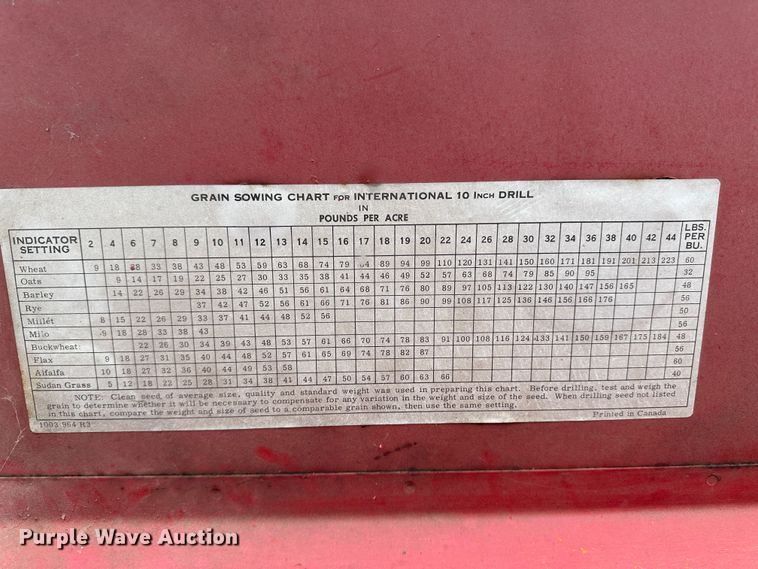 GRAIN SOWING CHART FOR INTERNATIONAL 10 INCH DRILL
IN
POUNDS PER ACRE
INDICATOR SETTING 2 4 6 7 8 9 10 11 12 13 14 15 16 17 18 19 20 22 24 26 28 30 32 34 36 38 40 42 44 LBS. PER BU.
Wheat 9 18 28 33 38 43 48 53 59 63 68 74 79 84 89 94 99 110 120 131 141 150 160 171 181 191 201 213 223 60
Oats 9 14 17 19 22 25 27 30 33 35 38 41 44 46 49 52 57 63 68 74 79 85 90 95 32
Barley 14 22 26 29 34 38 42 46 51 56 61 64 68 71 76 80 89 97 105 113 122 130 140 147 156 165 48
Rye 37 42 47 52 56 61 66 71 76 81 86 90 99 108 117 125 136 146 156 166 176 56
Millet 8 15 22 26 29 33 37 41 44 48 52 56 50
Milo 9 18 28 33 38 43 56
Buckwheat 22 26 30 34 39 43 48 53 57 61 66 70 74 78 83 91 100 108 116 124 133 141 150 159 167 175 184 48
Flax 9 18 27 31 35 40 44 48 52 57 61 65 69 74 78 82 87 56
Alfalfa 10 18 27 32 36 40 44 49 53 58 60
Sudan Grass 5 12 18 22 25 28 31 34 38 41 44 47 50 54 57 60 63 66 40
NOTE: Clean seed of average size, quality and standard weight was used in preparing this chart. Before drilling, test and weigh the
grain to determine whether it will be necessary to compensate for any variation in the weight and size of the seed. When drilling seed not listed
in this chart, compare the weight and size of seed to a comparable grain shown, then use the same setting.
Printed in Canada
1003 964 R3
Purple Wave Auction